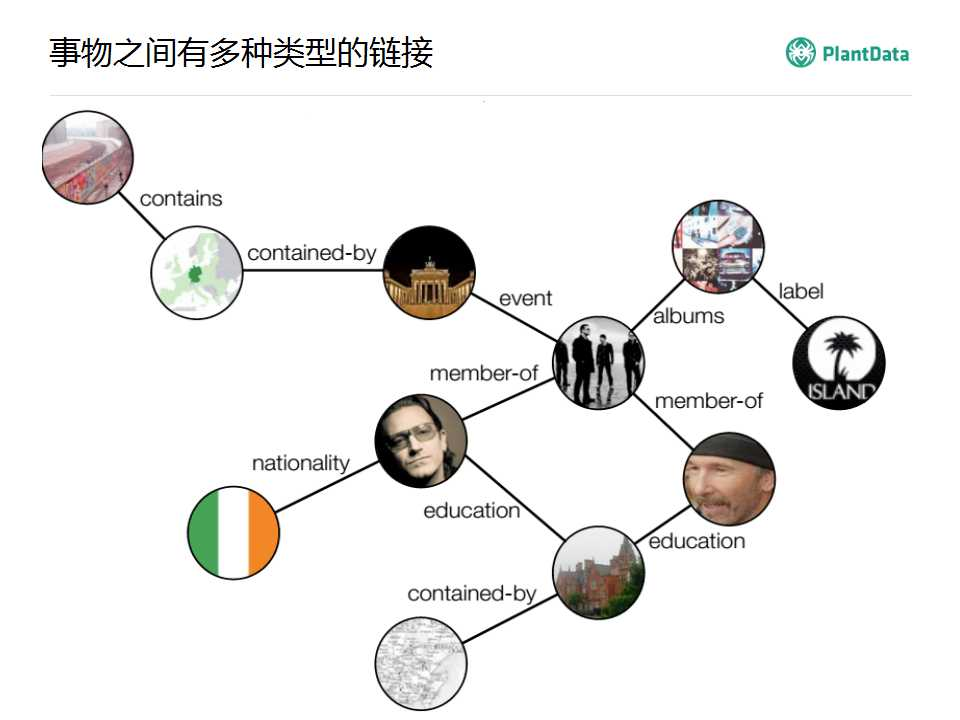 事物之间有多种类型的链接
PlantData
contains
contained-by
event
albums
label
ISLAND
member-of
member-of
nationality
education
education
contained-by